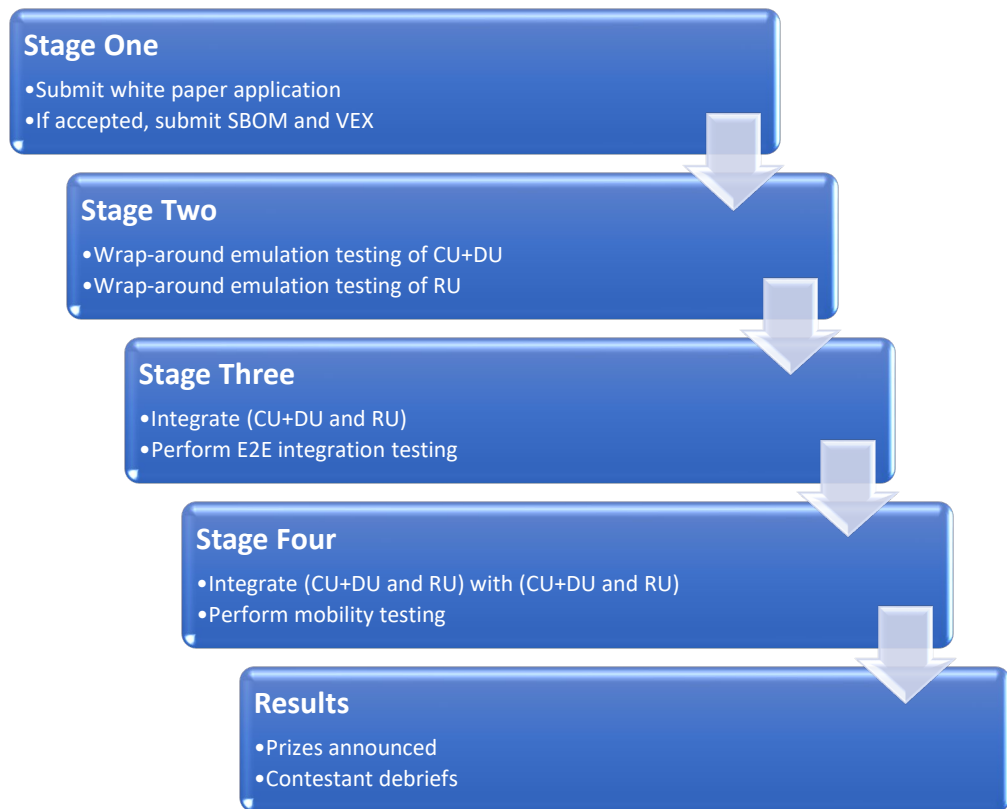 Stage One
•Submit white paper application
•If accepted, submit SBOM and VEX
Stage Two
•Wrap-around emulation testing of CU+DU
•Wrap-around emulation testing of RU
Stage Three
•Integrate (CU+DU and RU)
•Perform E2E integration testing
Stage Four
•Integrate (CU+DU and RU) with (CU+DU and RU)
•Perform mobility testing
Results
•Prizes announced
•Contestant debriefs